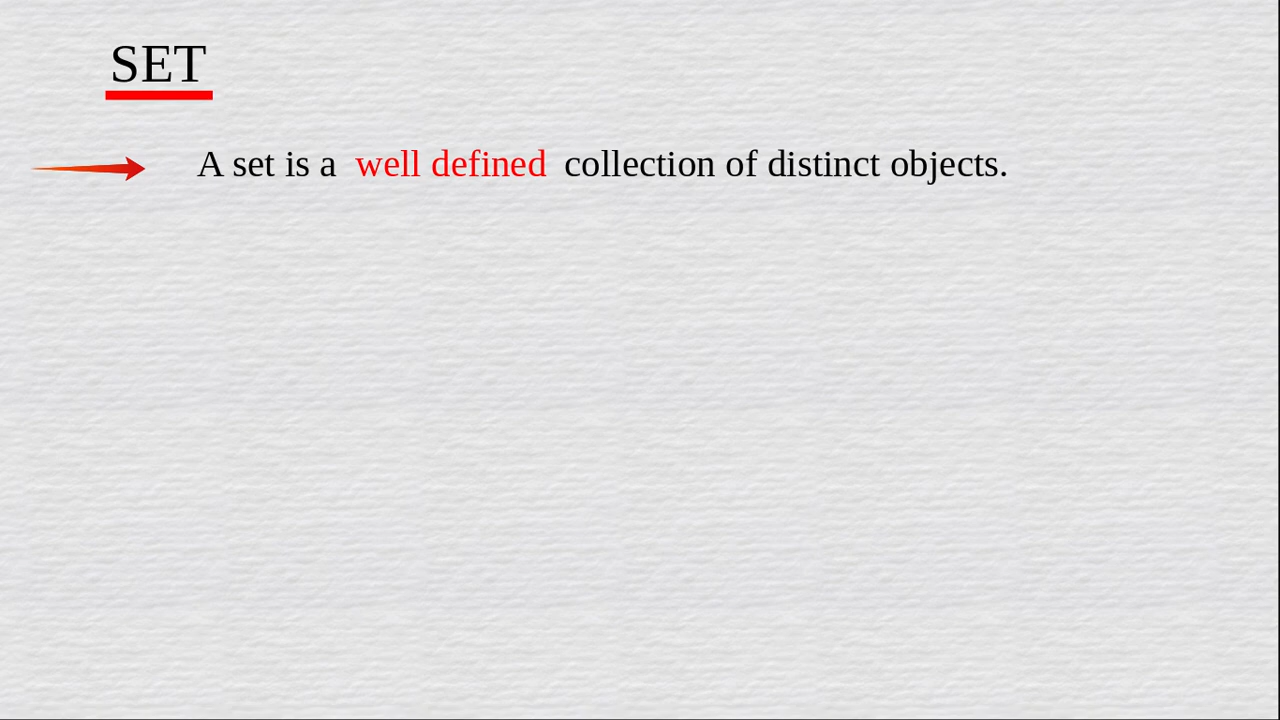 SET
A set is a well defined collection of distinct objects.